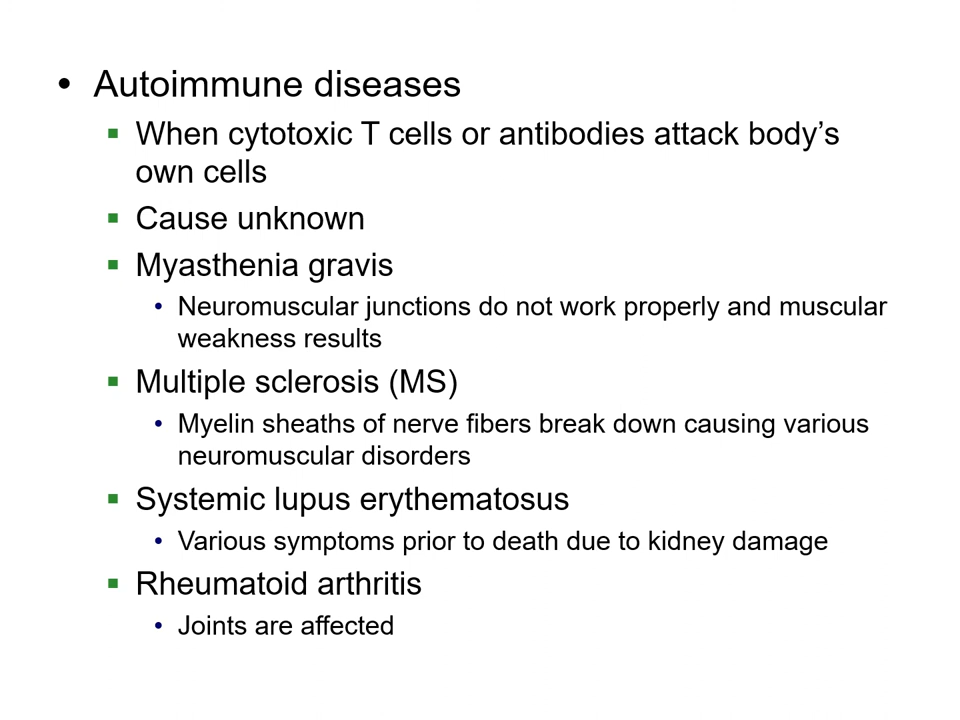 • Autoimmune diseases
▪ When cytotoxic T cells or antibodies attack body’s
own cells
▪ Cause unknown
▪ Myasthenia gravis
• Neuromuscular junctions do not work properly and muscular
weakness results
▪ Multiple sclerosis (MS)
• Myelin sheaths of nerve fibers break down causing various
neuromuscular disorders
▪ Systemic lupus erythematosus
• Various symptoms prior to death due to kidney damage
▪ Rheumatoid arthritis
• Joints are affected